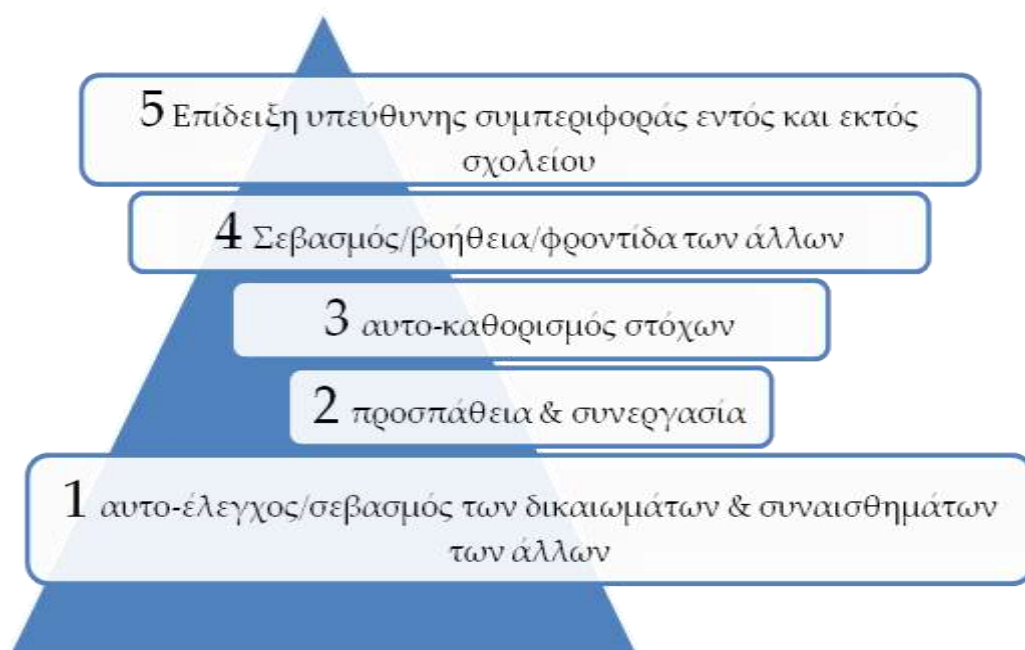 5 Επίδειξη υπεύθυνης συμπεριφοράς εντός και εκτός
σχολείου
4 Σεβασμός/βοήθεια/φροντίδα των άλλων
3 αυτο-καθορισμός στόχων
2 προσπάθεια & συνεργασία
1 αυτο-έλεγχος/σεβασμός των δικαιωμάτων & συναισθημάτων
των άλλων